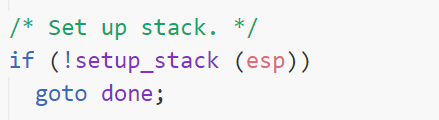 /* Set up stack. */
if (!setup_stack (esp))
  goto done;